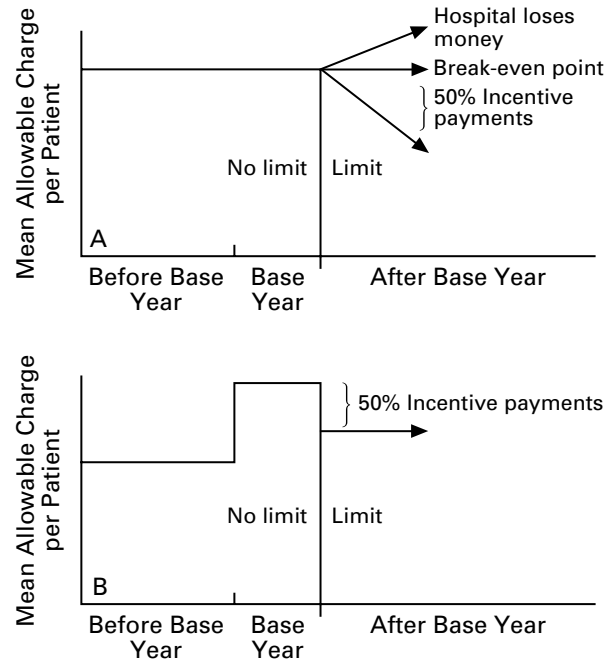 Mean Allowable Charge
per Patient
Hospital loses
money
Break-even point
50% Incentive
payments
No limit
Limit
A
Before Base
Year
Base
Year
After Base Year
Mean Allowable Charge
per Patient
50% Incentive payments
No limit
Limit
B
Before Base
Year
Base
Year
After Base Year